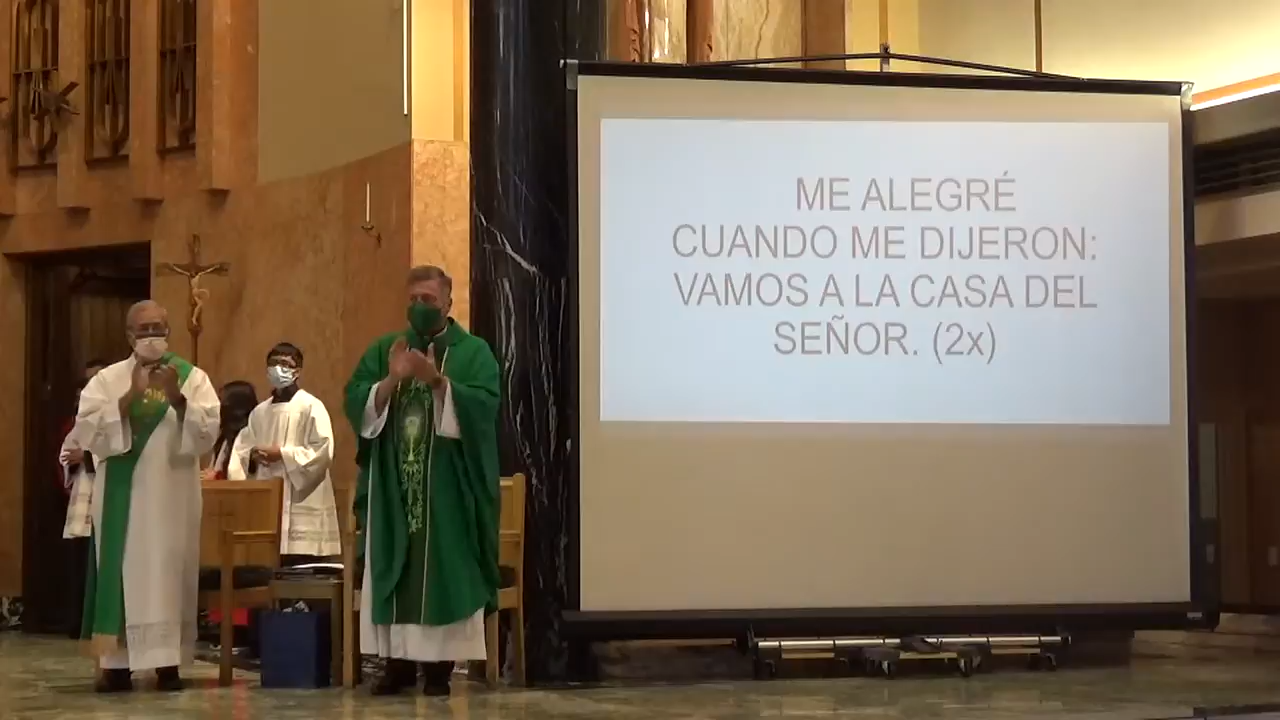 ME ALEGRÉ
CUANDO ME DIJERON:
VAMOS A LA CASA DEL
SEÑOR. (2x)